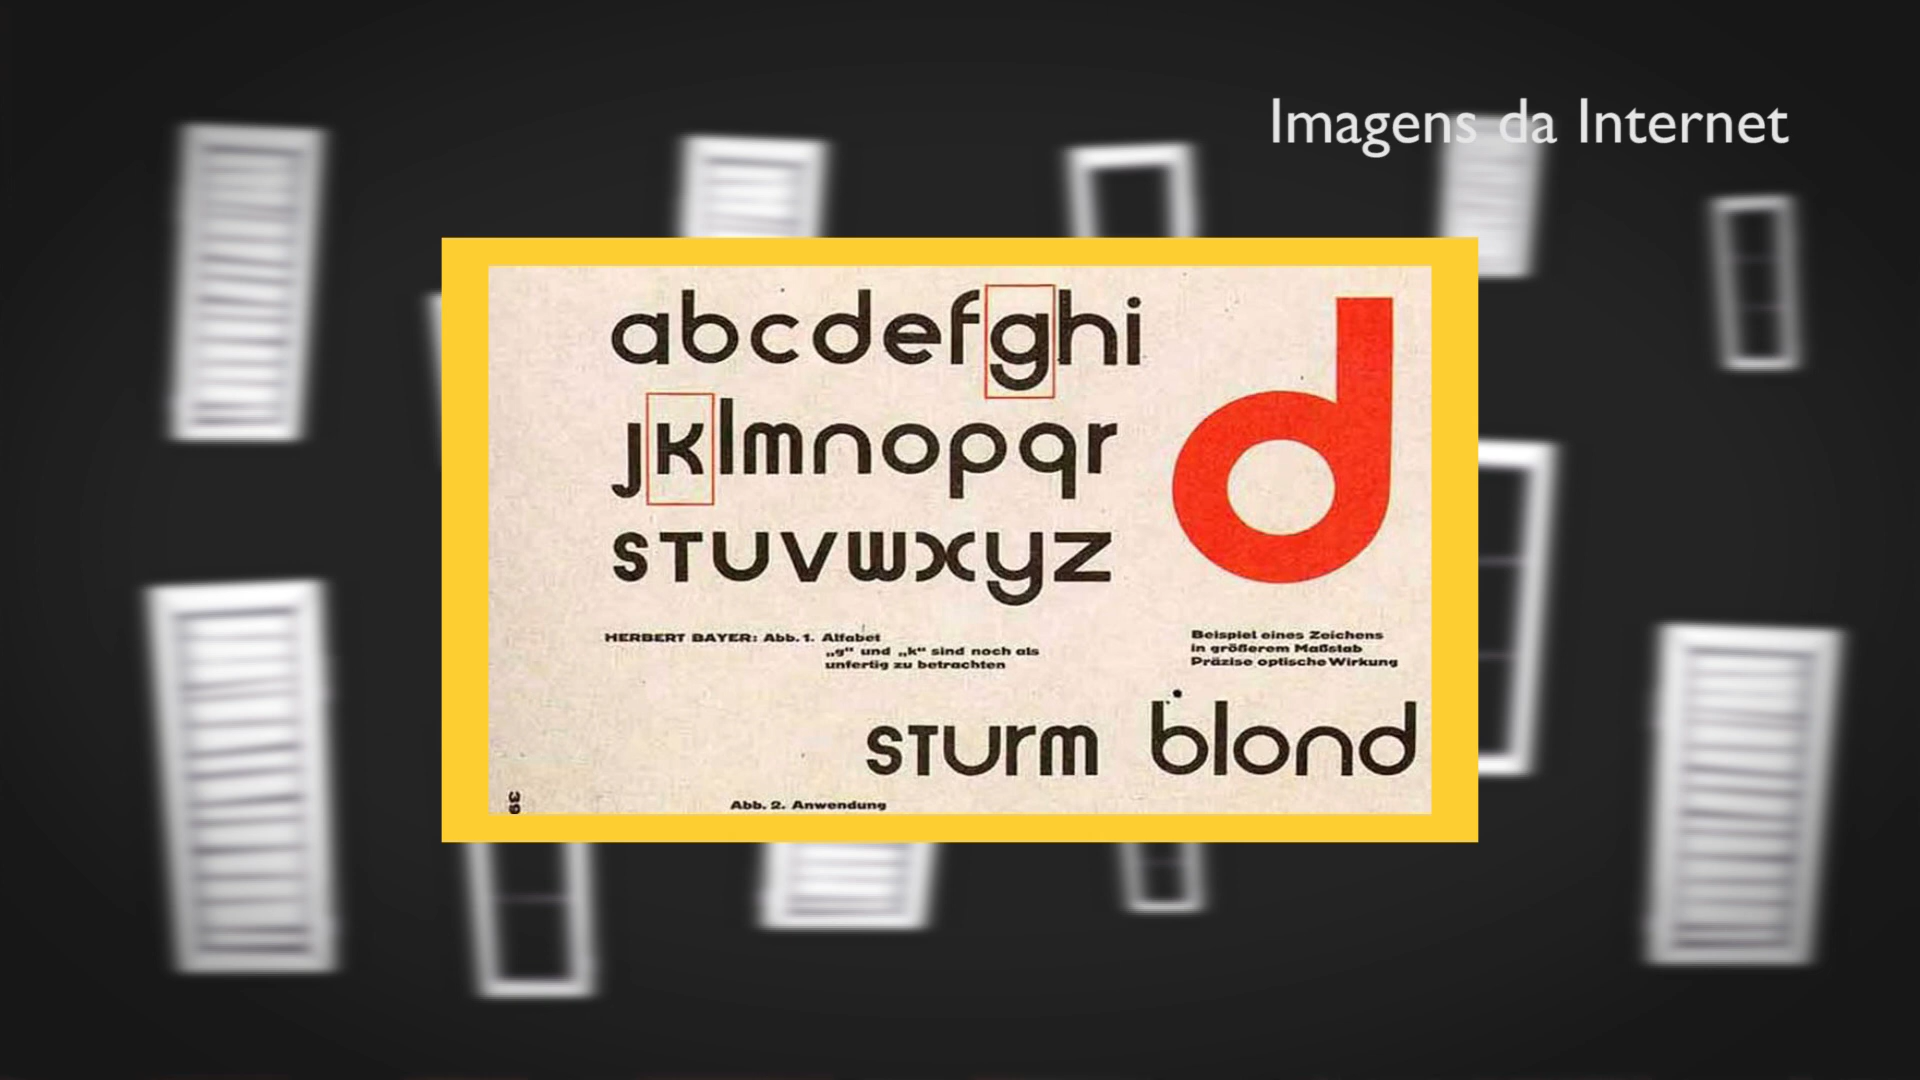 Imagens da Internet
abcdefghi
jklmnopqr
stuvwxyz
d
HERBERT BAYER: Abb. 1. Alfabet
„g“ und „k“ sind noch als
unfertig zu betrachten
Beispiel eines Zeichens
in größerem Maßstab
Präzise optische Wirkung
sturm blond
Abb. 2. Anwendung
39